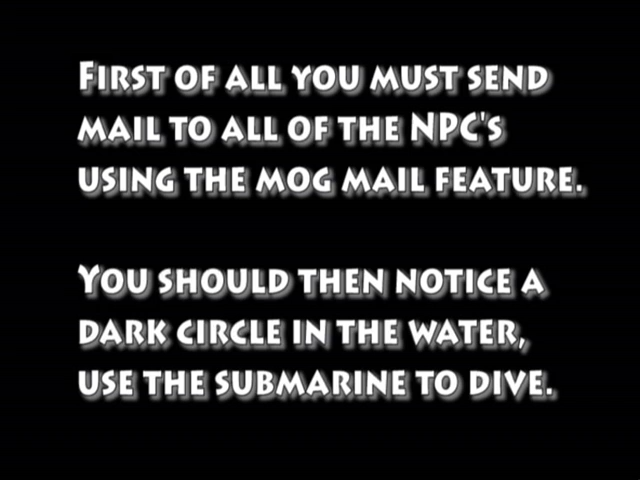 First of all you must send
mail to all of the NPC's
using the mog mail feature.
You should then notice a
dark circle in the water,
use the submarine to dive.